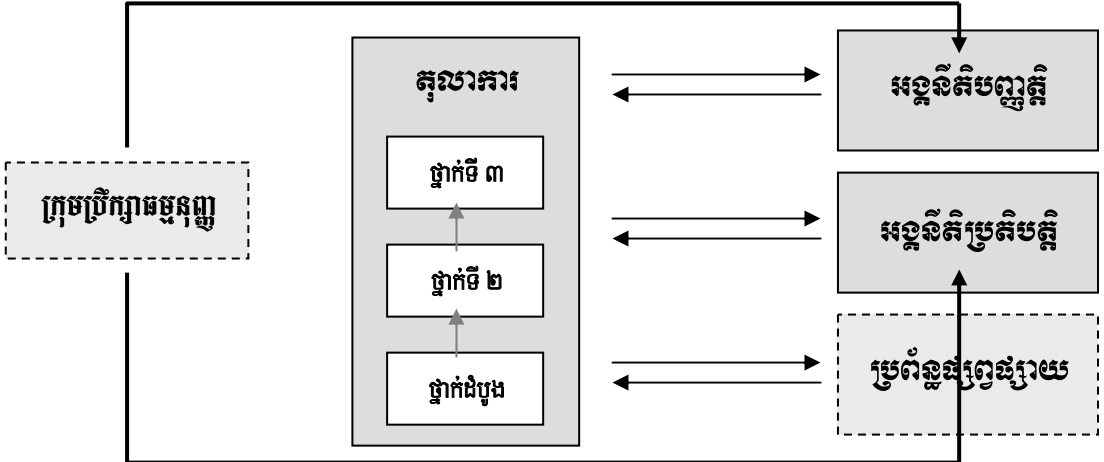 តុលាការ
អង្គនីតិបញ្ញត្តិ
ថ្នាក់ទី ៣
ក្រុមប្រឹក្សាធម្មនុញ្ញ
អង្គនីតិប្រតិបត្តិ
ថ្នាក់ទី ២
ប្រព័ន្ធផ្សព្វផ្សាយ
ថ្នាក់ដំបូង